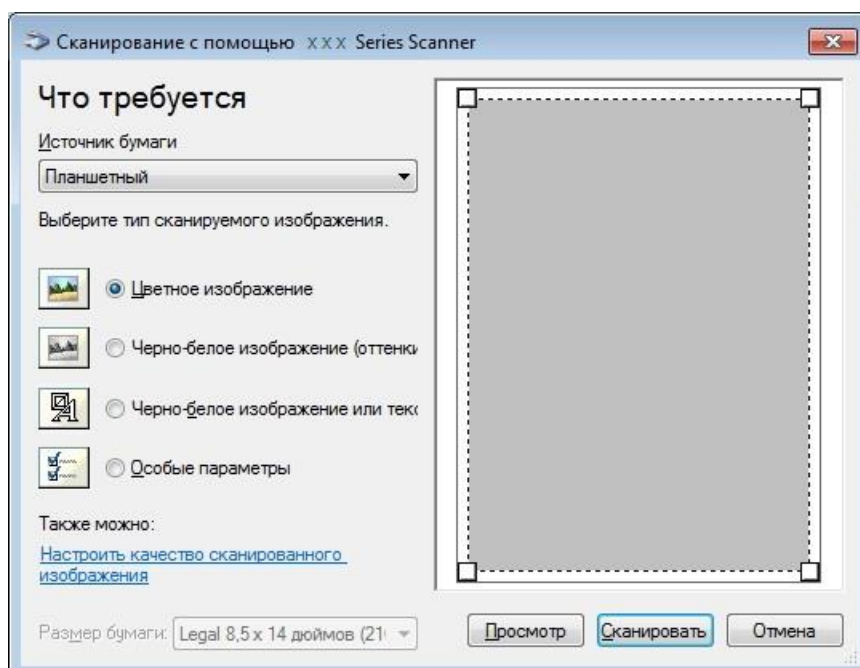 Сканирование с помощью xxx Series Scanner
Что требуется
Источник бумаги
Планшетный
Выберите тип сканируемого изображения.
Цветное изображение
Черно-белое изображение (оттенки
Черно-белое изображение или текс
Особые параметры
Также можно:
Настроить качество сканированного
изображения
Размер бумаги: Legal 8,5 x 14 дюймов (21
Просмотр Сканировать Отмена